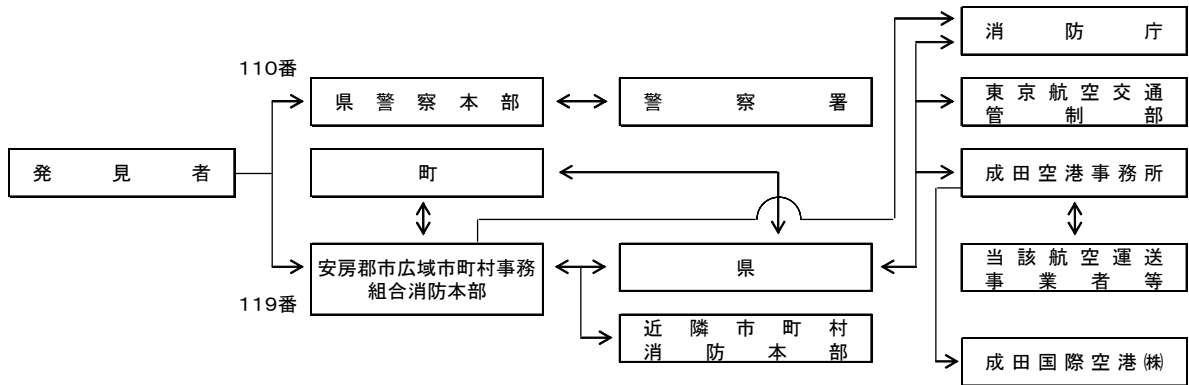 消防庁
110番
県警察本部
警察署
東京航空交通
管制部
発見者
町
成田空港事務所
安房郡市広域市町村事務
組合消防本部
県
当該航空運送
事業者等
119番
近隣市町村
消防本部
成田国際空港㈱